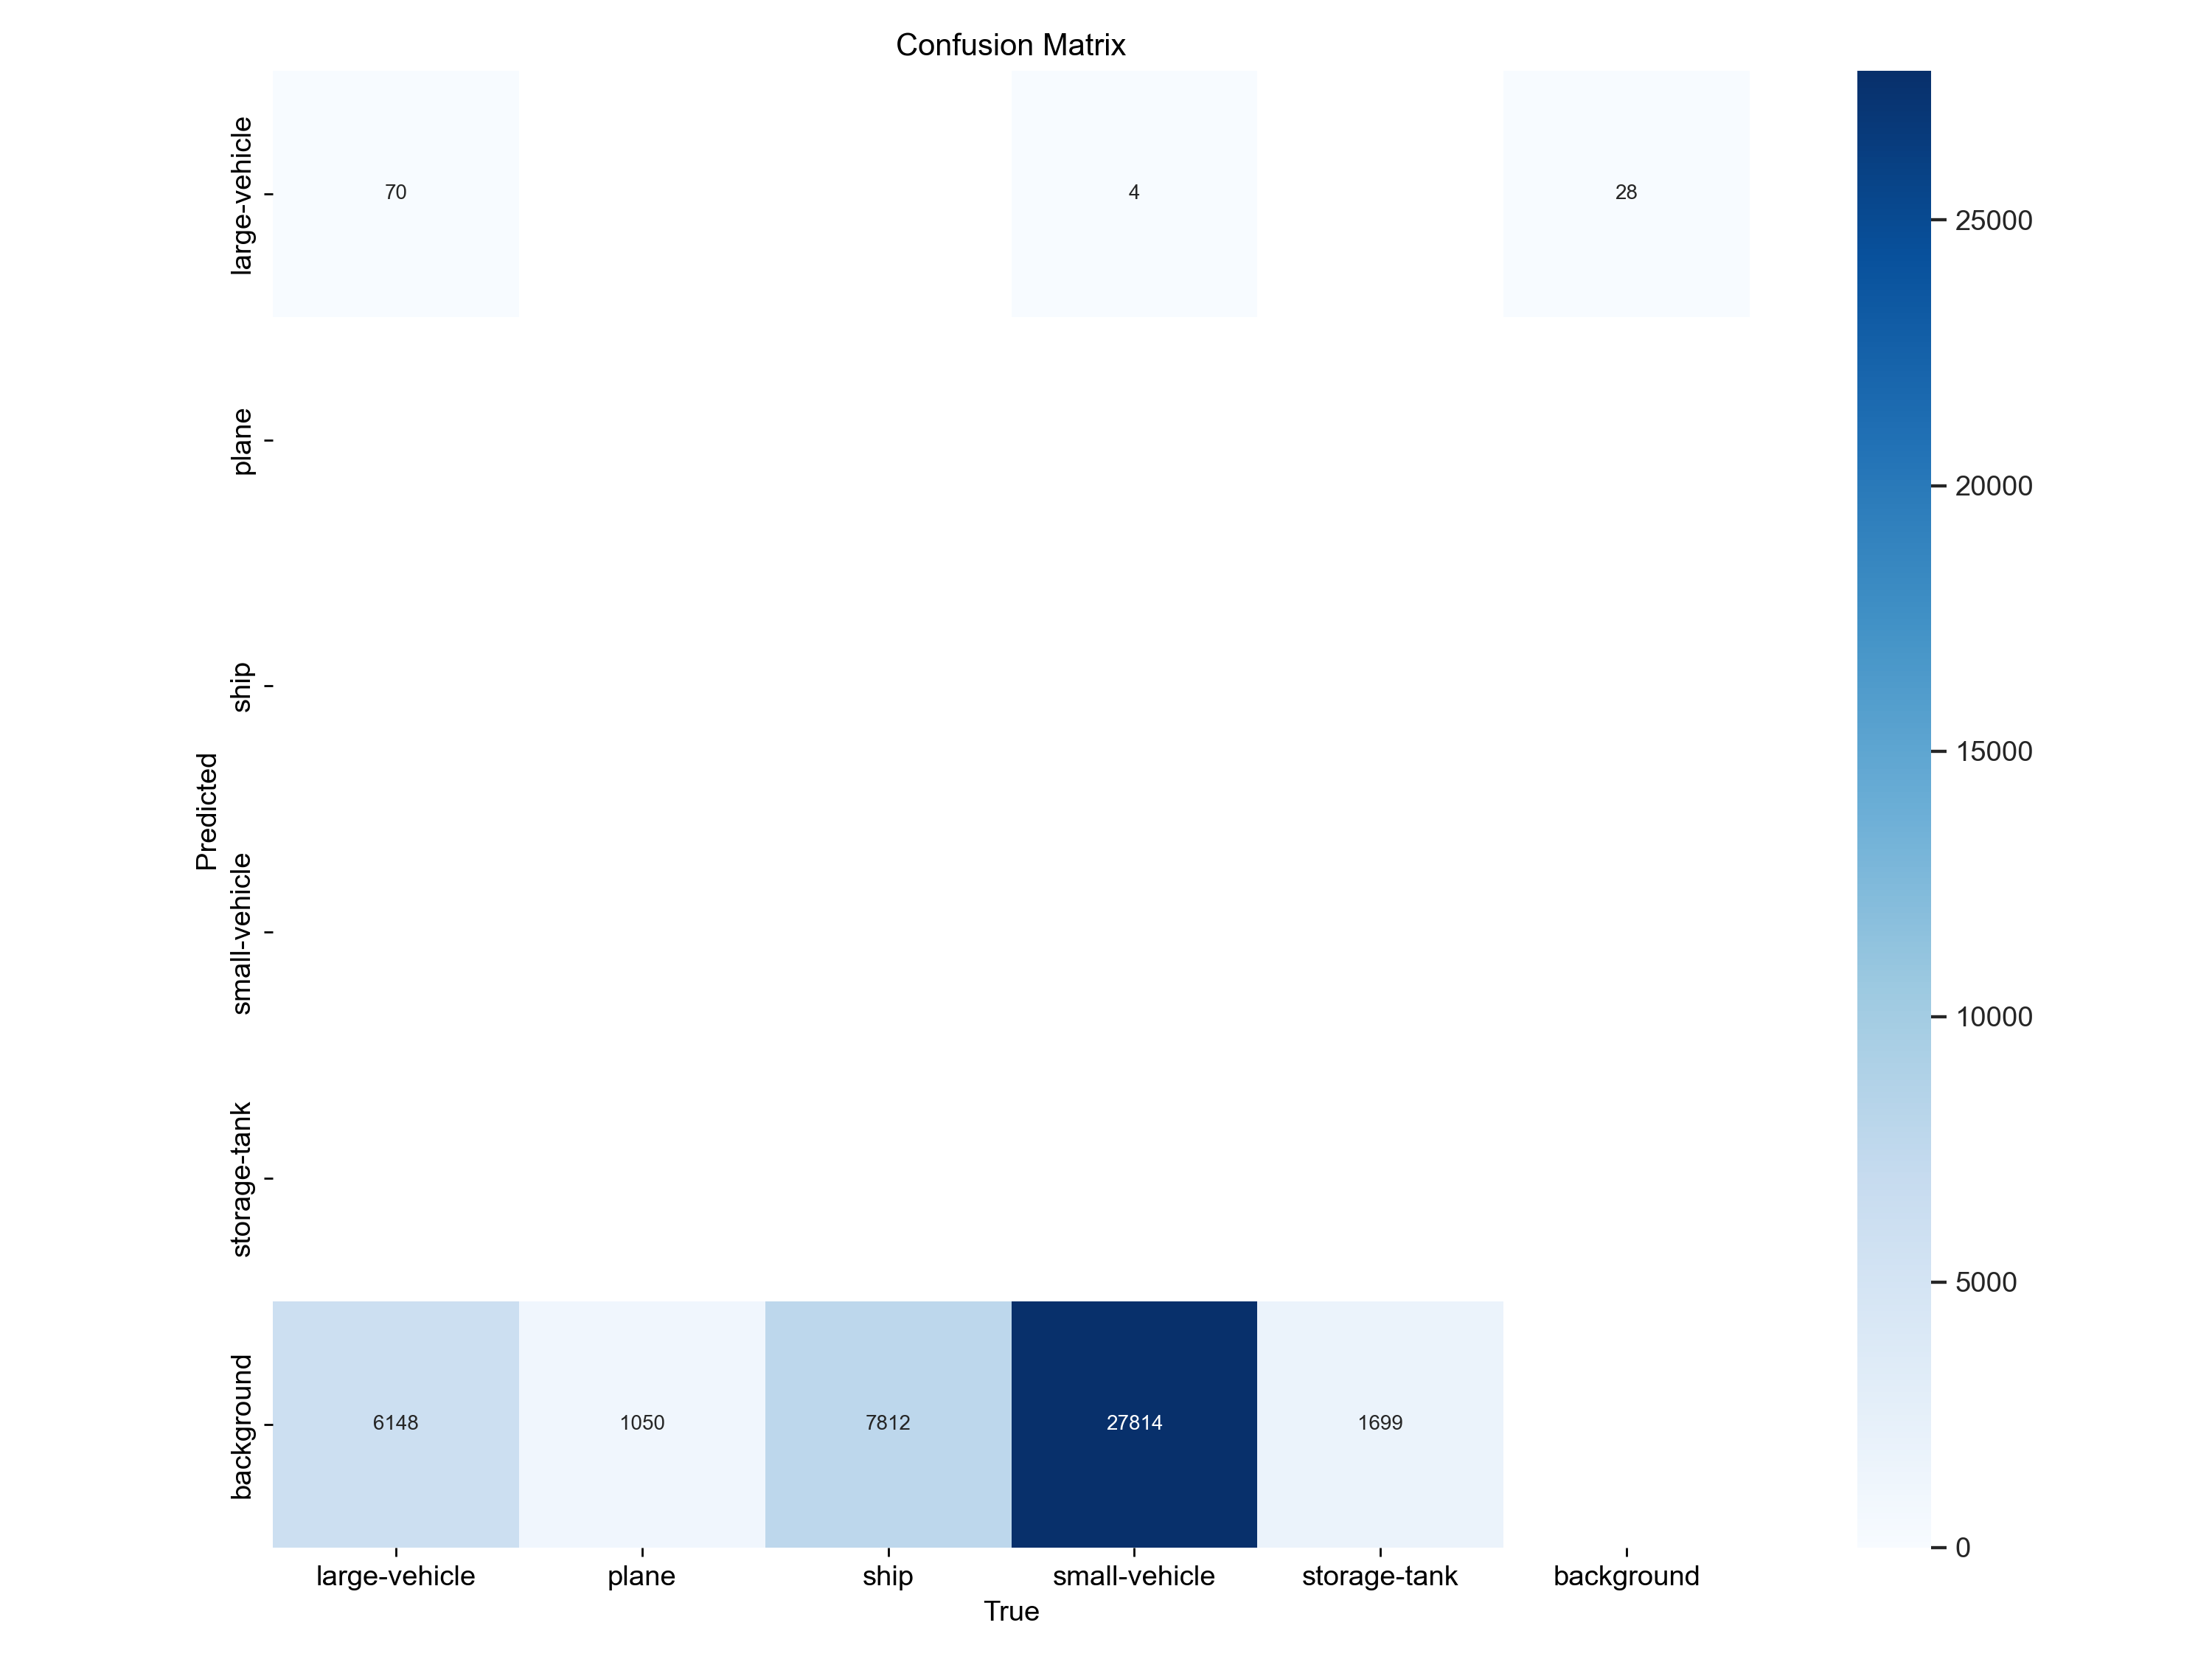 Confusion Matrix
large-vehicle
plane
ship
small-vehicle
storage-tank
background
Predicted
70
4
28
6148
1050
7812
27814
1699
large-vehicle
plane
ship
small-vehicle
storage-tank
background
True
25000
20000
15000
10000
5000
0